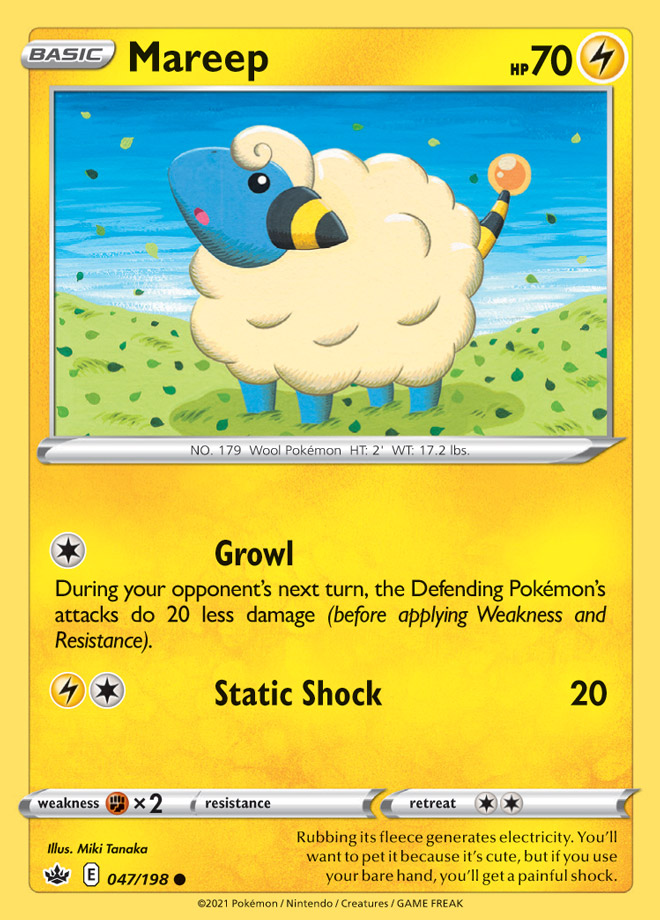 BASIC Mareep HP 70
NO. 179 Wool Pokémon HT: 2' WT: 17.2 lbs.
Growl
During your opponent's next turn, the Defending Pokémon's
attacks do 20 less damage (before applying Weakness and
Resistance).
Static Shock 20
weakness ×2 resistance retreat
Illus. Miki Tanaka
Rubbing its fleece generates electricity. You'll
want to pet it because it's cute, but if you use
your bare hand, you'll get a painful shock.
E 047/198
©2021 Pokémon / Nintendo / Creatures / GAME FREAK